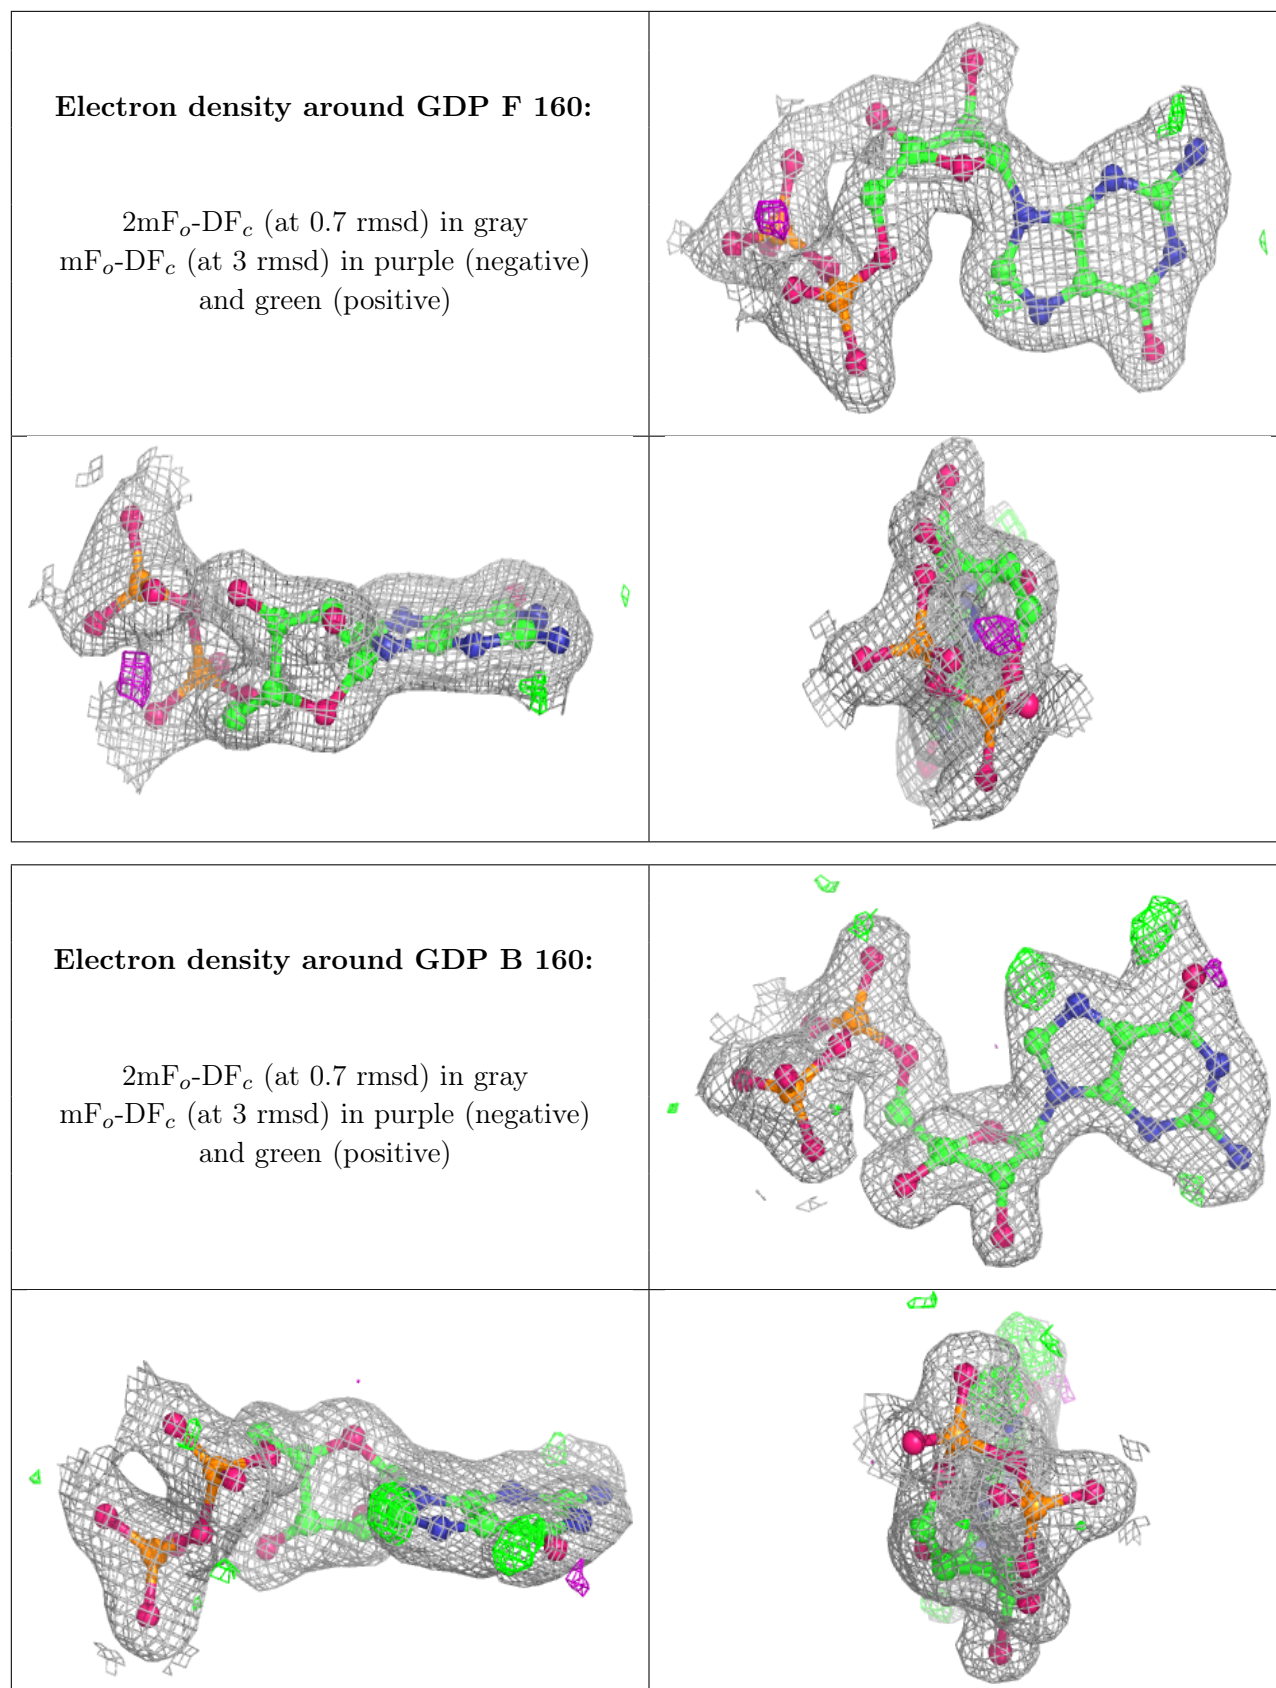 Electron density around GDP F 160:
2mFₒ-DF𝒸 (at 0.7 rmsd) in gray
mFₒ-DF𝒸 (at 3 rmsd) in purple (negative)
and green (positive)
Electron density around GDP B 160:
2mFₒ-DF𝒸 (at 0.7 rmsd) in gray
mFₒ-DF𝒸 (at 3 rmsd) in purple (negative)
and green (positive)